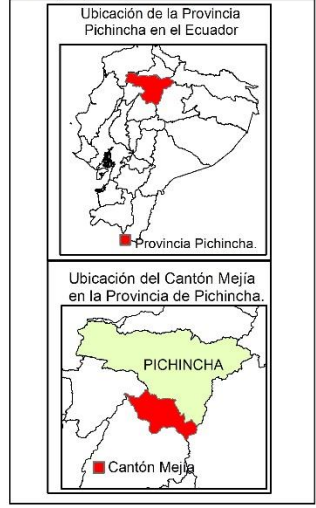 Ubicación de la Provincia
Pichincha en el Ecuador
Provincia Pichincha.
Ubicación del Cantón Mejía
en la Provincia de Pichincha.
PICHINCHA
Cantón Mejía